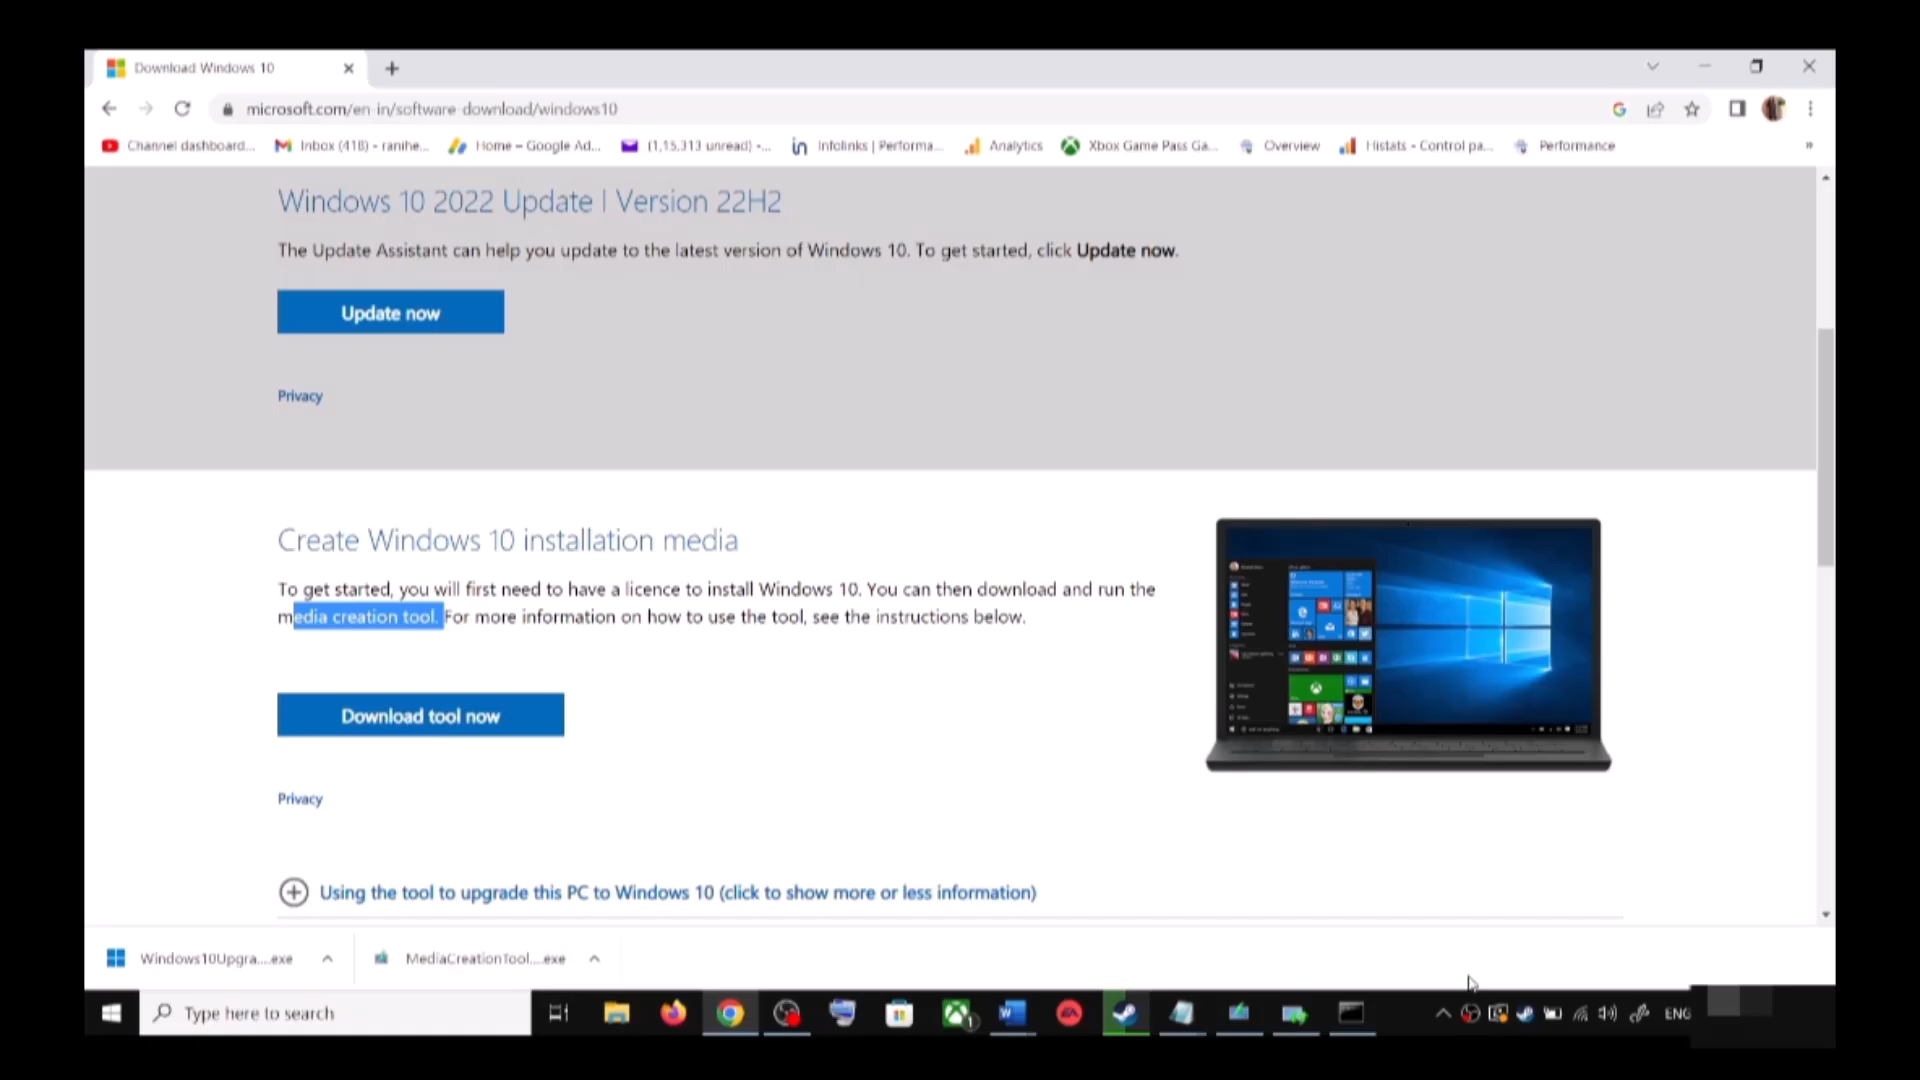 Download Windows 10
microsoft.com/en-in/software-download/windows10
Channel dashboard... Inbox (418) - ranihe... Home – Google Ad... (1,15,313 unread) -... Infolinks | Performa... Analytics Xbox Game Pass Ga... Overview Histats - Control pa... Performance »
Windows 10 2022 Update | Version 22H2
The Update Assistant can help you update to the latest version of Windows 10. To get started, click Update now.
Update now
Privacy
Create Windows 10 installation media
To get started, you will first need to have a licence to install Windows 10. You can then download and run the
media creation tool. For more information on how to use the tool, see the instructions below.
Download tool now
Privacy
Using the tool to upgrade this PC to Windows 10 (click to show more or less information)
Windows10Upgra....exe MediaCreationTool....exe
Type here to search ENG